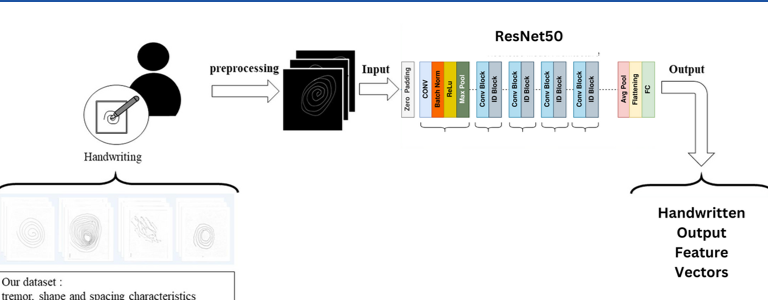 ResNet50
preprocessing
Input
Zero Padding
CONV
Batch Norm
ReLu
Max Pool
Conv Block
ID Block
Conv Block
ID Block
Conv Block
ID Block
Conv Block
ID Block
Avg Pool
Flattening
FC
Output
Handwriting
Handwritten
Output
Feature
Vectors
Our dataset :
tremor, shape and spacing characteristics